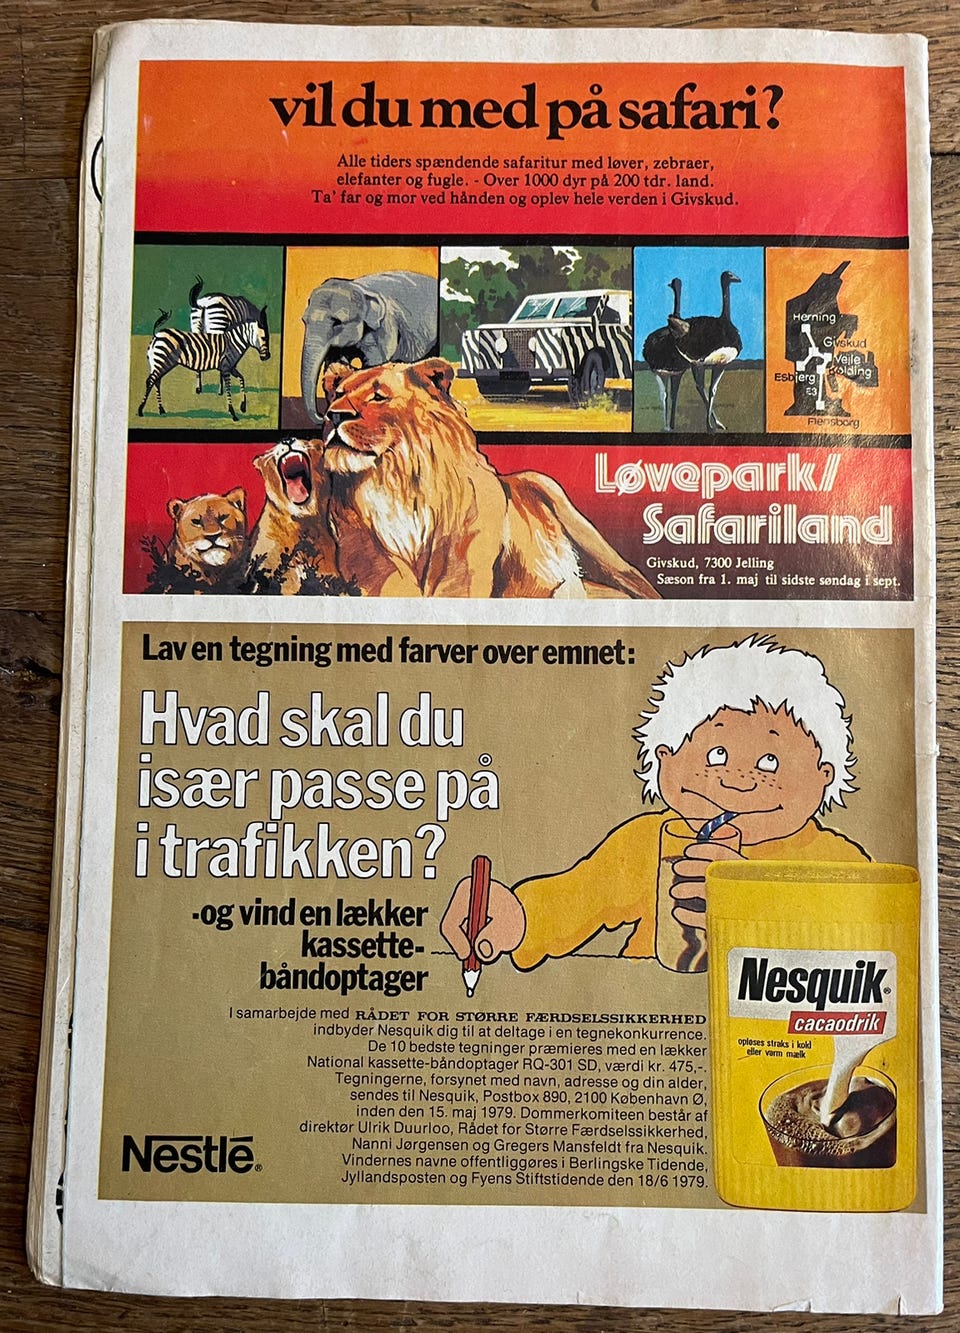 vil du med på safari?
Alle tiders spændende safaritur med løver, zebraer,
elefanter og fugle. - Over 1000 dyr på 200 tdr. land.
Ta' far og mor ved hånden og oplev hele verden i Givskud.
Herning
Givskud
Vejle
Kolding
Esbjerg
E3
Flensborg
Løvepark/
Safariland
Givskud, 7300 Jelling
Sæson fra 1. maj til sidste søndag i sept.
Lav en tegning med farver over emnet:
Hvad skal du
især passe på
i trafikken?
-og vind en lækker
kassette-
båndoptager
I samarbejde med RÅDET FOR STØRRE FÆRDSELSSIKKERHED
indbyder Nesquik dig til at deltage i en tegnekonkurrence.
De 10 bedste tegninger præmieres med en lækker
National kassette-båndoptager RQ-301 SD, værdi kr. 475,-.
Tegningerne, forsynet med navn, adresse og din alder,
sendes til Nesquik, Postbox 890, 2100 København Ø,
inden den 15. maj 1979. Dommerkomiteen består af
direktør Ulrik Duurloo, Rådet for Større Færdselssikkerhed,
Nanni Jørgensen og Gregers Mansfeldt fra Nesquik.
Vindernes navne offentliggøres i Berlingske Tidende,
Jyllandsposten og Fyens Stiftstidende den 18/6 1979.
Nestlé®
Nesquik®
cacaodrik
opløses straks i kold
eller varm mælk